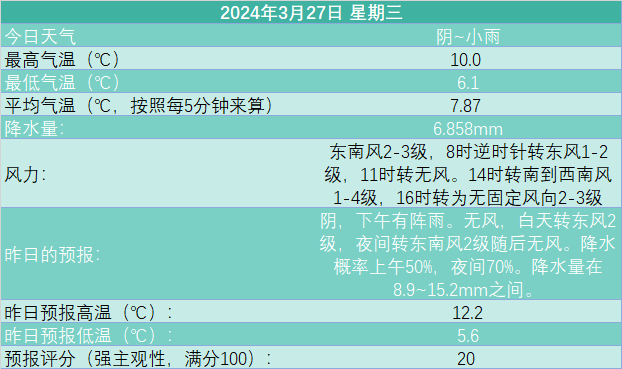 2024年3月27日 星期三
今日天气 阴~小雨
最高气温（℃） 10.0
最低气温（℃） 6.1
平均气温（℃，按照每5分钟来算） 7.87
降水量： 6.858mm
风力：
东南风2-3级，8时逆时针转东风1-2
级，11时转无风。14时转南到西南风
1-4级，16时转为无固定风向2-3级
昨日的预报：
阴，下午有阵雨。无风，白天转东风2
级，夜间转东南风2级随后无风。降水
概率上午50%，夜间70%。降水量在
8.9~15.2mm之间。
昨日预报高温（℃）： 12.2
昨日预报低温（℃）： 5.6
预报评分（强主观性，满分100）： 20